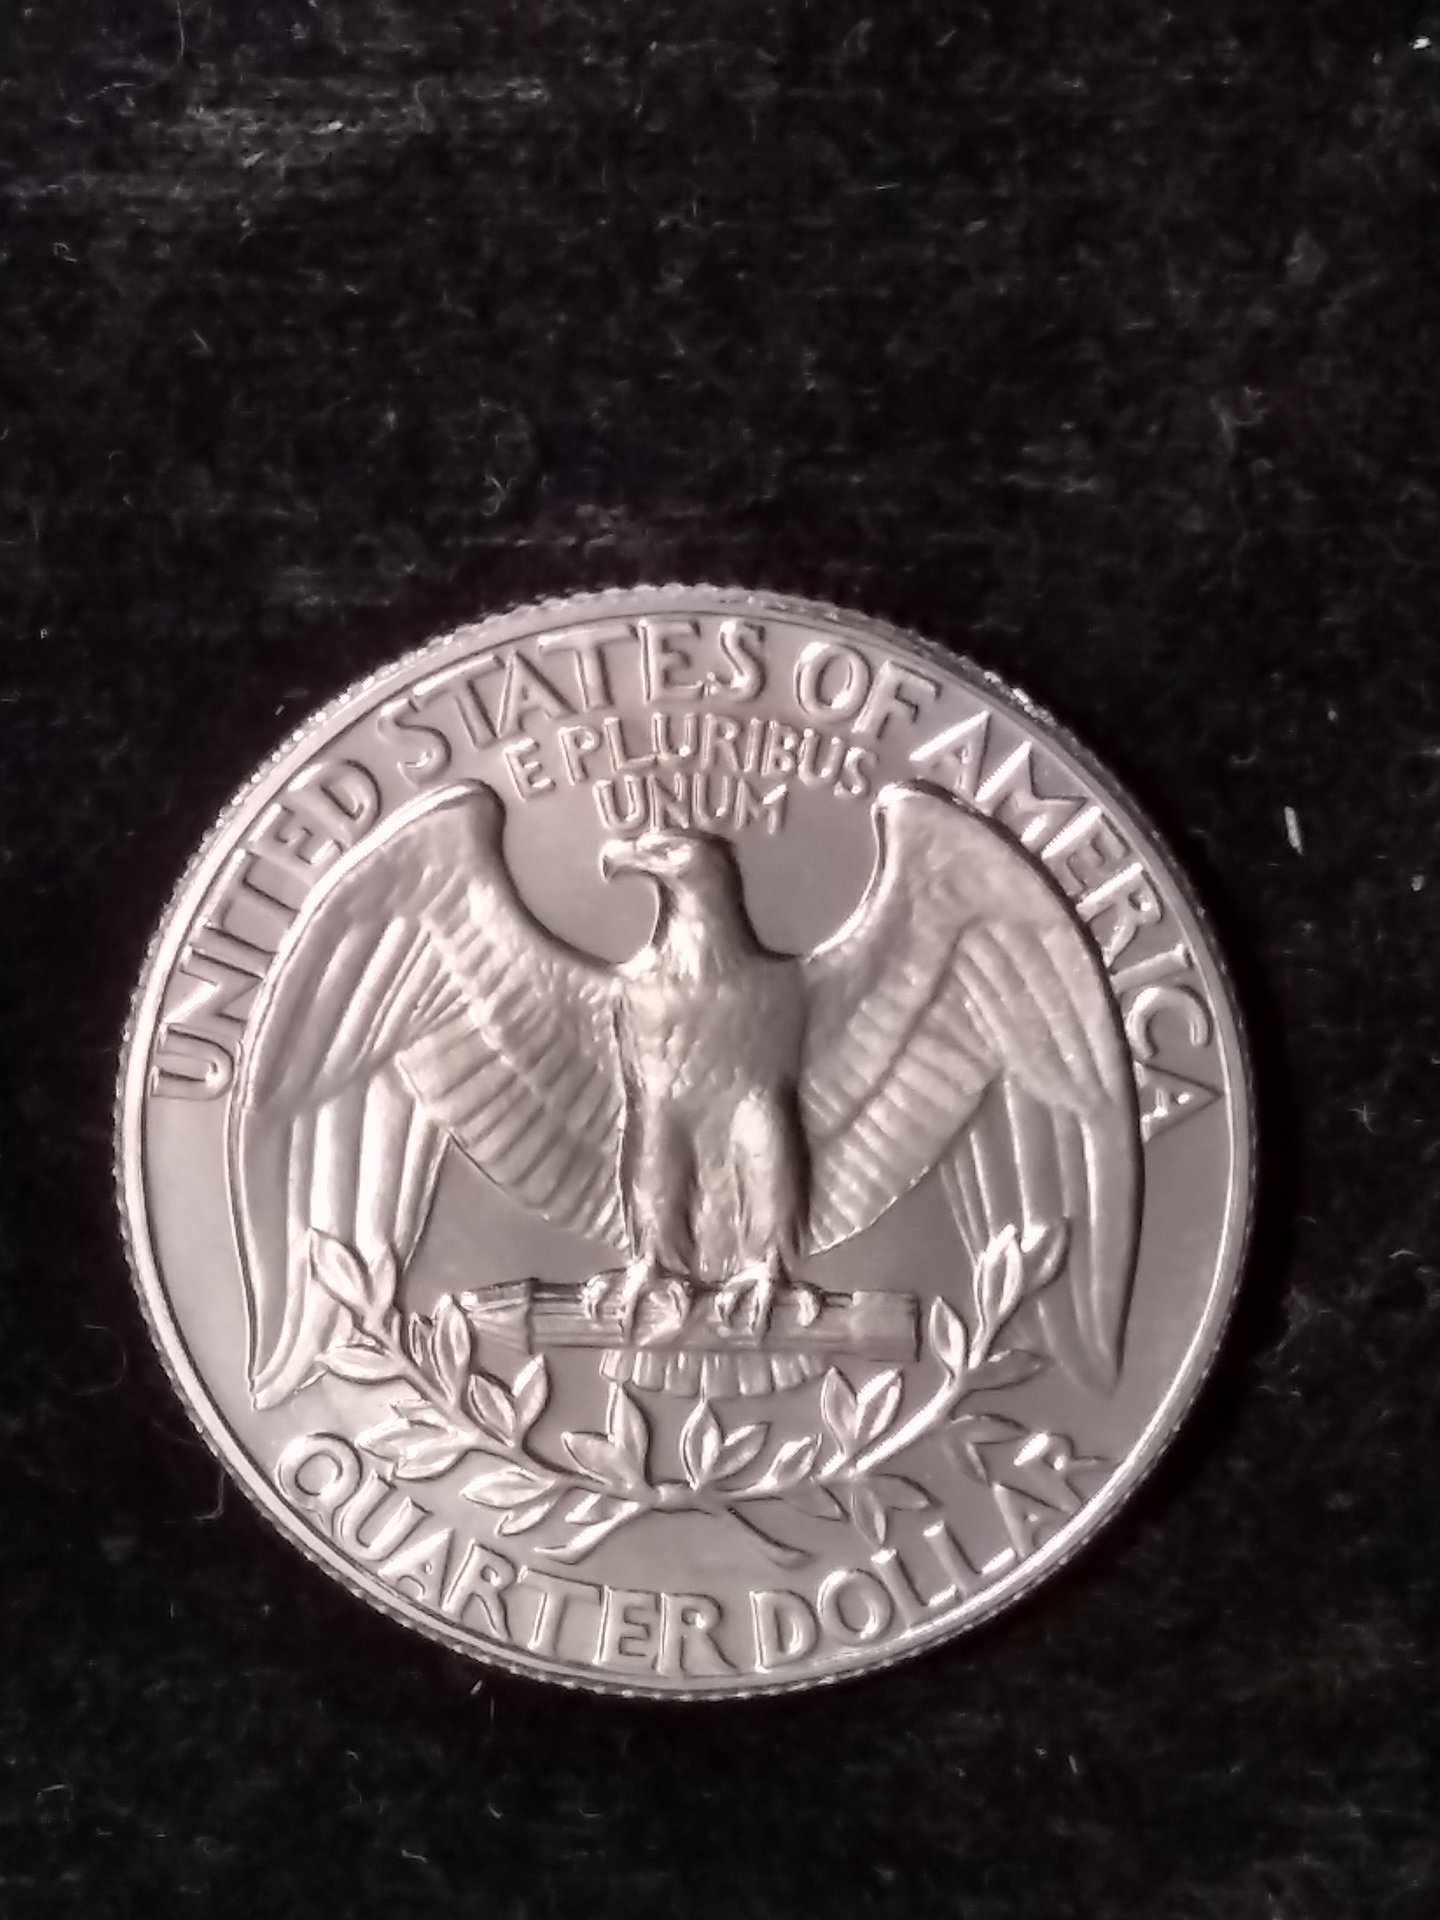 UNITED STATES OF AMERICA
E PLURIBUS
UNUM
QUARTER DOLLAR